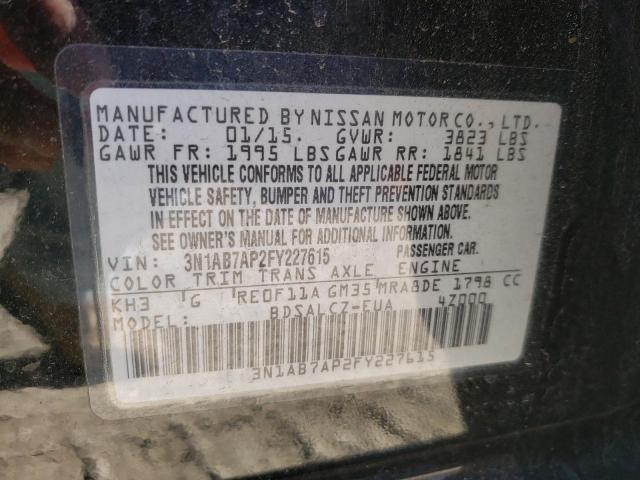 MANUFACTURED BY NISSAN MOTOR CO., LTD.
DATE: 01/15. GVWR: 3823 LBS
GAWR FR: 1995 LBS GAWR RR: 1841 LBS
THIS VEHICLE CONFORMS TO ALL APPLICABLE FEDERAL MOTOR
VEHICLE SAFETY, BUMPER AND THEFT PREVENTION STANDARDS
IN EFFECT ON THE DATE OF MANUFACTURE SHOWN ABOVE.
SEE OWNER'S MANUAL FOR ADDITIONAL INFORMATION.
VIN: 3N1AB7AP2FY227615 PASSENGER CAR.
COLOR TRIM TRANS AXLE ENGINE
KH3 G RE0F11A GM35 MRA8DE 1798 CC
MODEL: BDSALCZ-EUA 4Z000
3N1AB7AP2FY227615